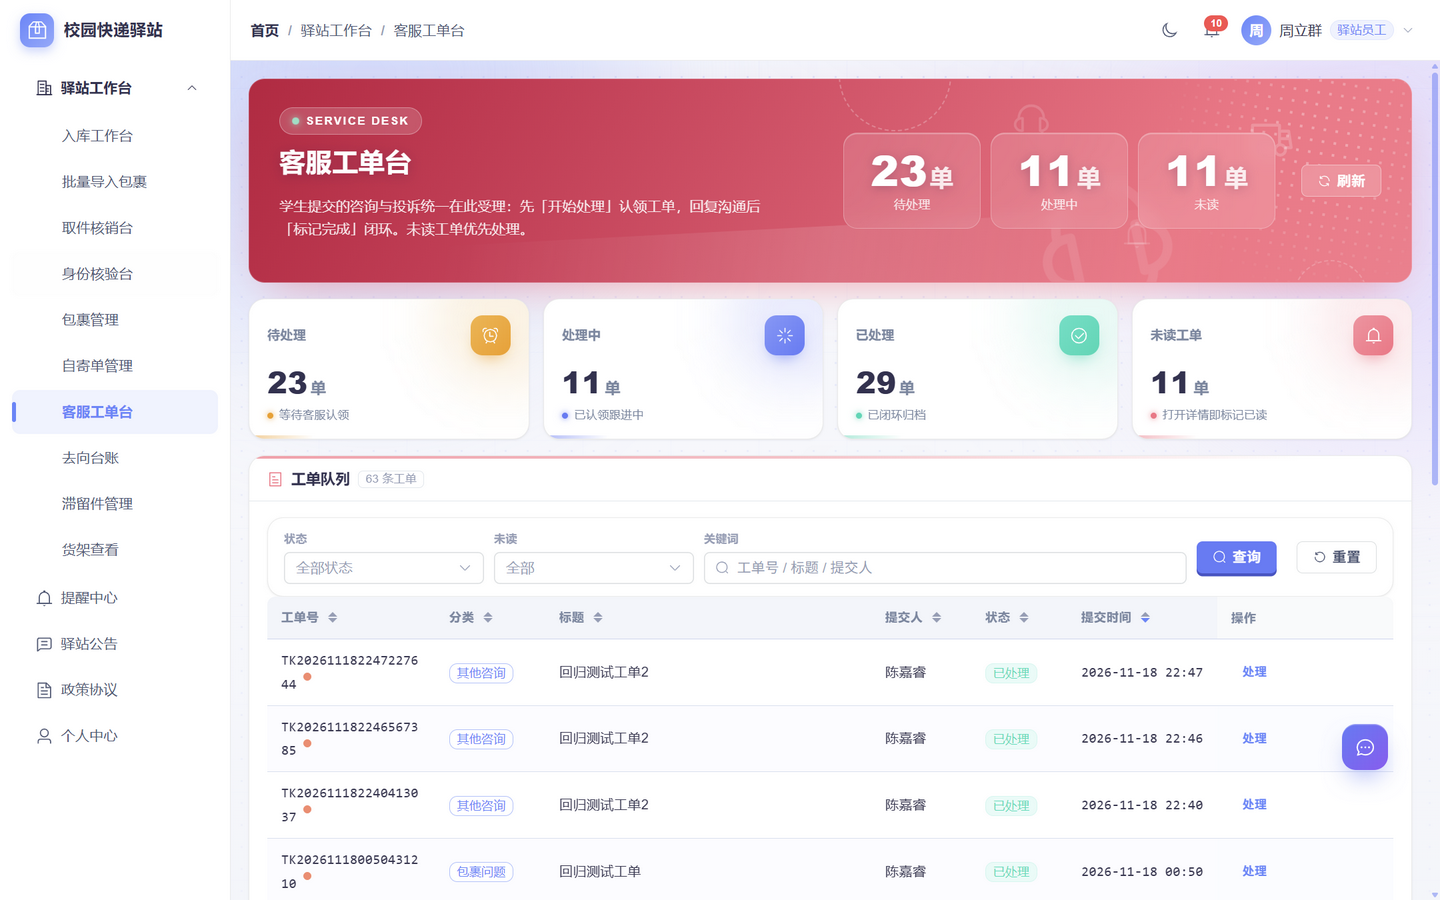 校园快递驿站
首页 / 驿站工作台 / 客服工单台
10
周
周立群
驿站员工
驿站工作台
入库工作台
批量导入包裹
取件核销台
身份核验台
包裹管理
自寄单管理
客服工单台
去向台账
滞留件管理
货架查看
提醒中心
驿站公告
政策协议
个人中心
SERVICE DESK
客服工单台
学生提交的咨询与投诉统一在此受理：先「开始处理」认领工单，回复沟通后
「标记完成」闭环。未读工单优先处理。
23单
待处理
11单
处理中
11单
未读
刷新
待处理
23单
等待客服认领
处理中
11单
已认领跟进中
已处理
29单
已闭环归档
未读工单
11单
打开详情即标记已读
工单队列
63 条工单
状态
全部状态
未读
全部
关键词
工单号 / 标题 / 提交人
查询
重置
工单号 分类 标题 提交人 状态 提交时间 操作
TK2026111822472276
44
其他咨询 回归测试工单2 陈嘉睿 已处理 2026-11-18 22:47 处理
TK2026111822465673
85
其他咨询 回归测试工单2 陈嘉睿 已处理 2026-11-18 22:46 处理
TK2026111822404130
37
其他咨询 回归测试工单2 陈嘉睿 已处理 2026-11-18 22:40 处理
TK2026111800504312
10
包裹问题 回归测试工单 陈嘉睿 已处理 2026-11-18 00:50 处理